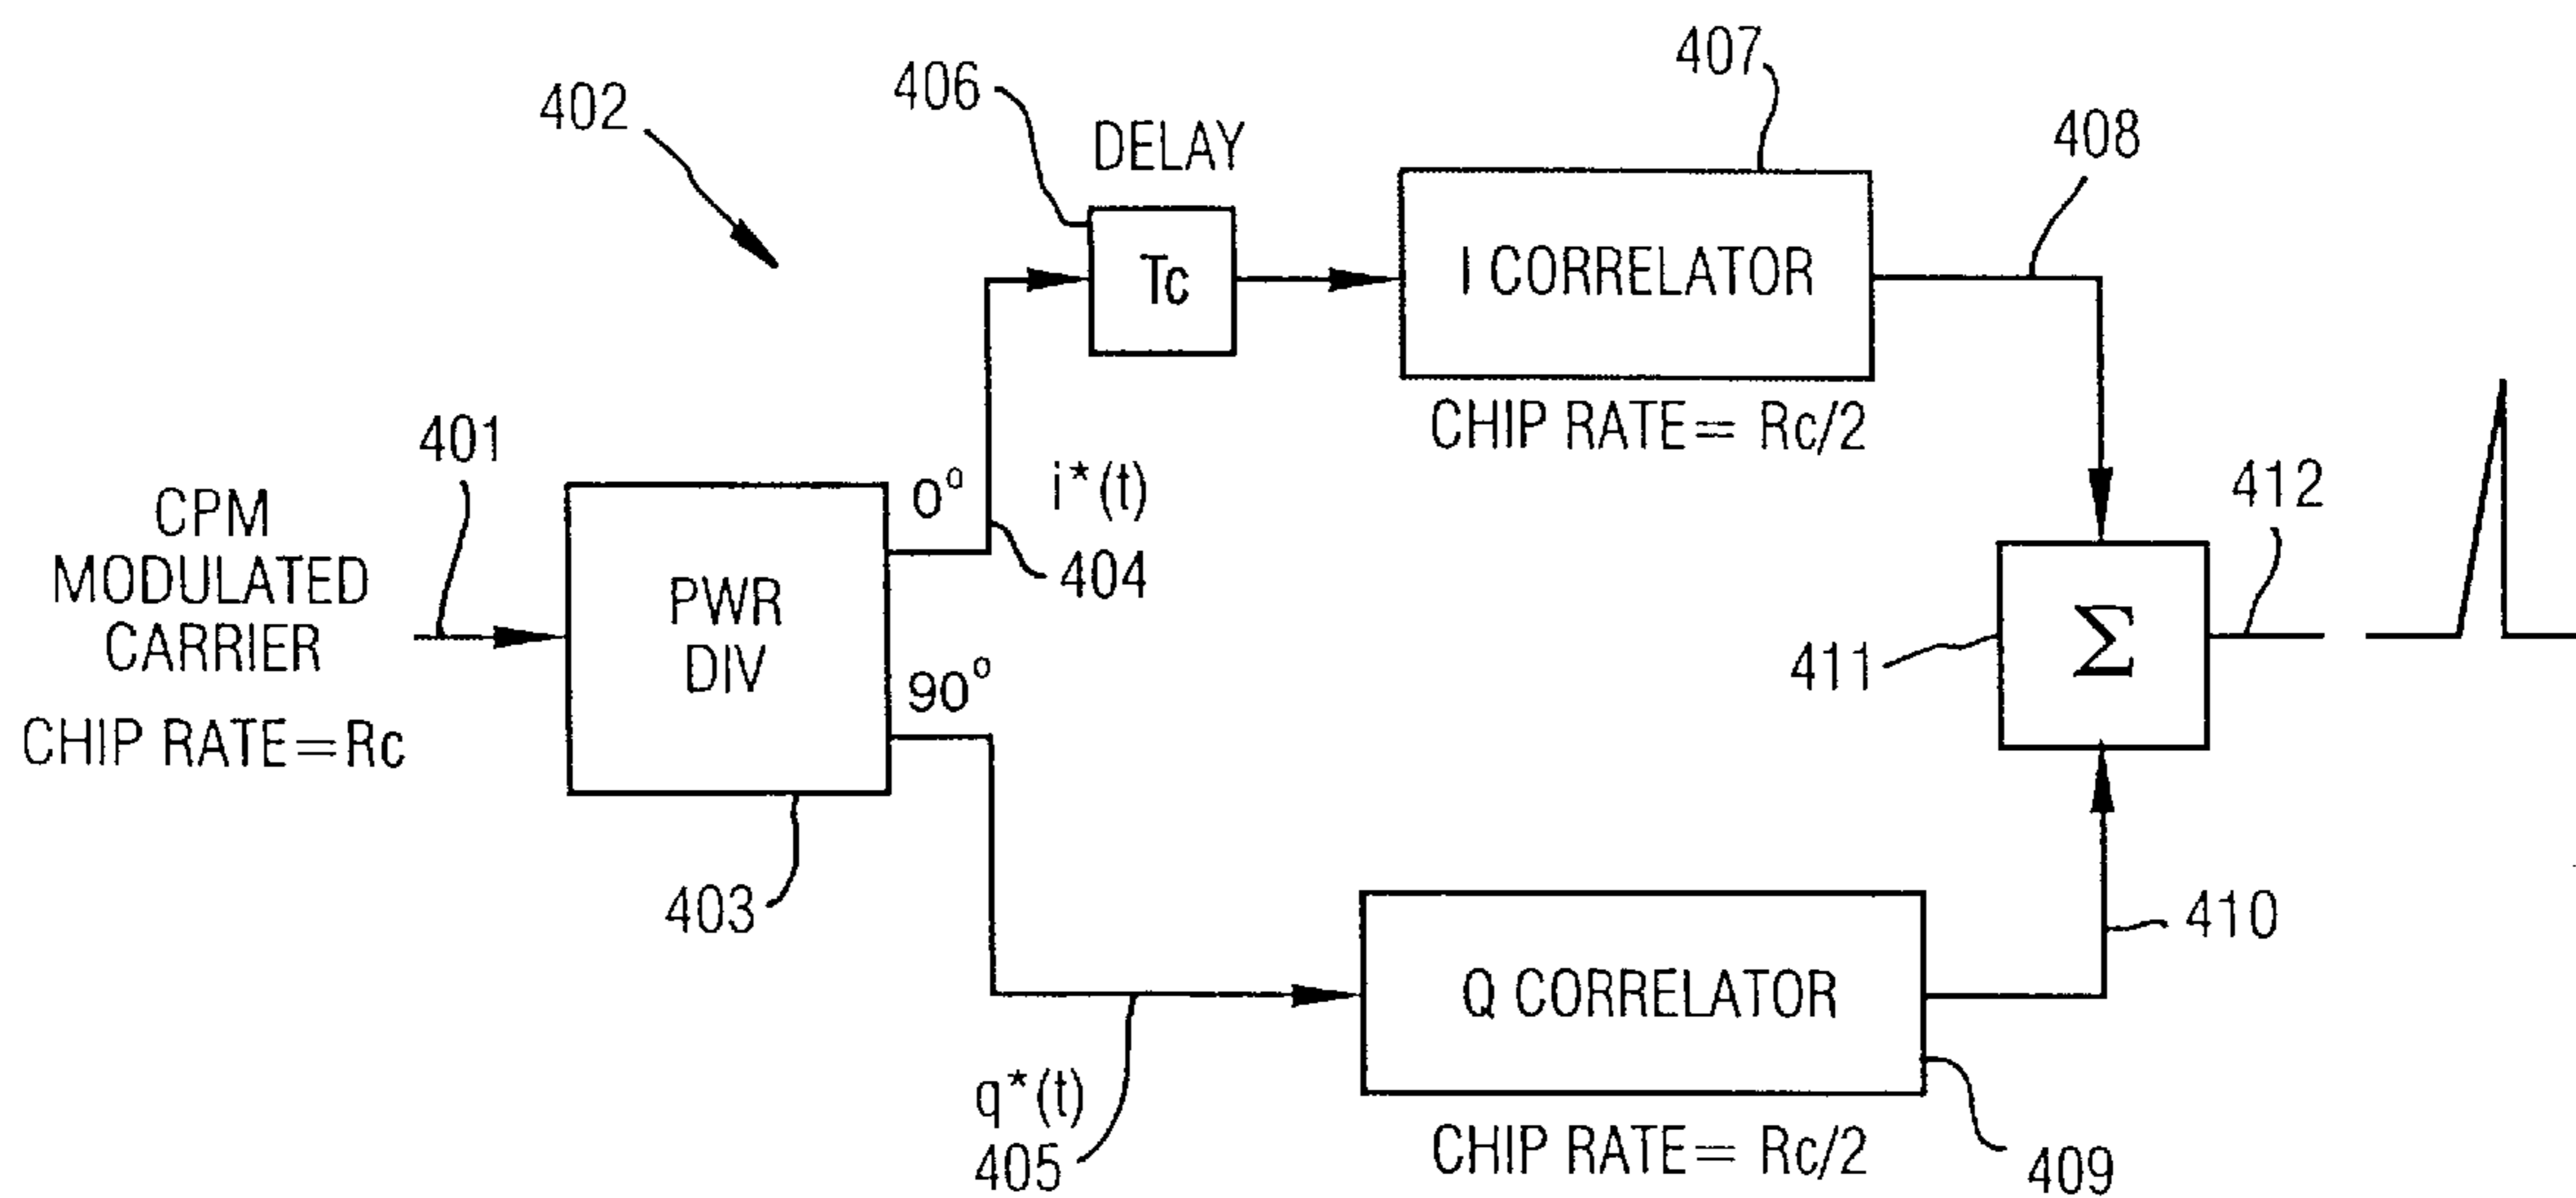 402
406
DELAY
Tc
407
I CORRELATOR
CHIP RATE = Rc/2
408
401
CPM
MODULATED
CARRIER
CHIP RATE=Rc
PWR
DIV
403
0°
i*(t)
404
90°
q*(t)
405
Q CORRELATOR
CHIP RATE = Rc/2
409
410
411
Σ
412